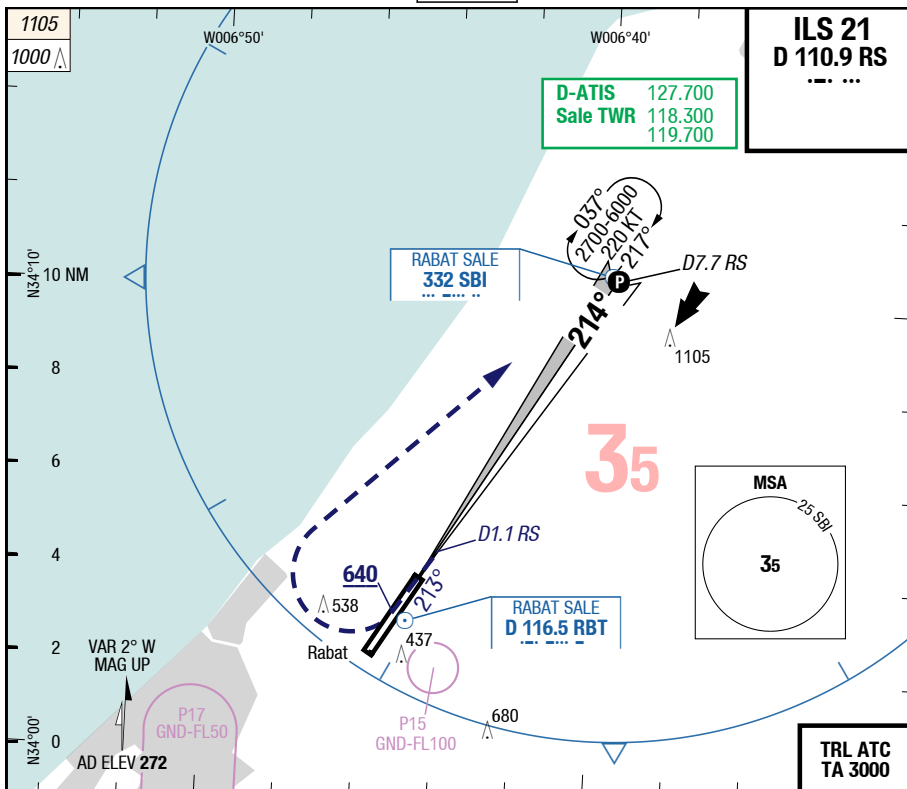 1105
1000
W006°50'
W006°40'
ILS 21
D 110.9 RS
D-ATIS 127.700
Sale TWR 118.300
119.700
037°
2700-6000
220 KT
217°
RABAT SALE
332 SBI
P
D7.7 RS
N34°10'
10 NM
214°
1105
8
6
35
MSA
25 SBI
35
D1.1 RS
4
640
213°
538
RABAT SALE
D 116.5 RBT
437
2
Rabat
VAR 2° W
MAG UP
P17
GND-FL50
P15
GND-FL100
680
N34°00'
0
AD ELEV 272
TRL ATC
TA 3000